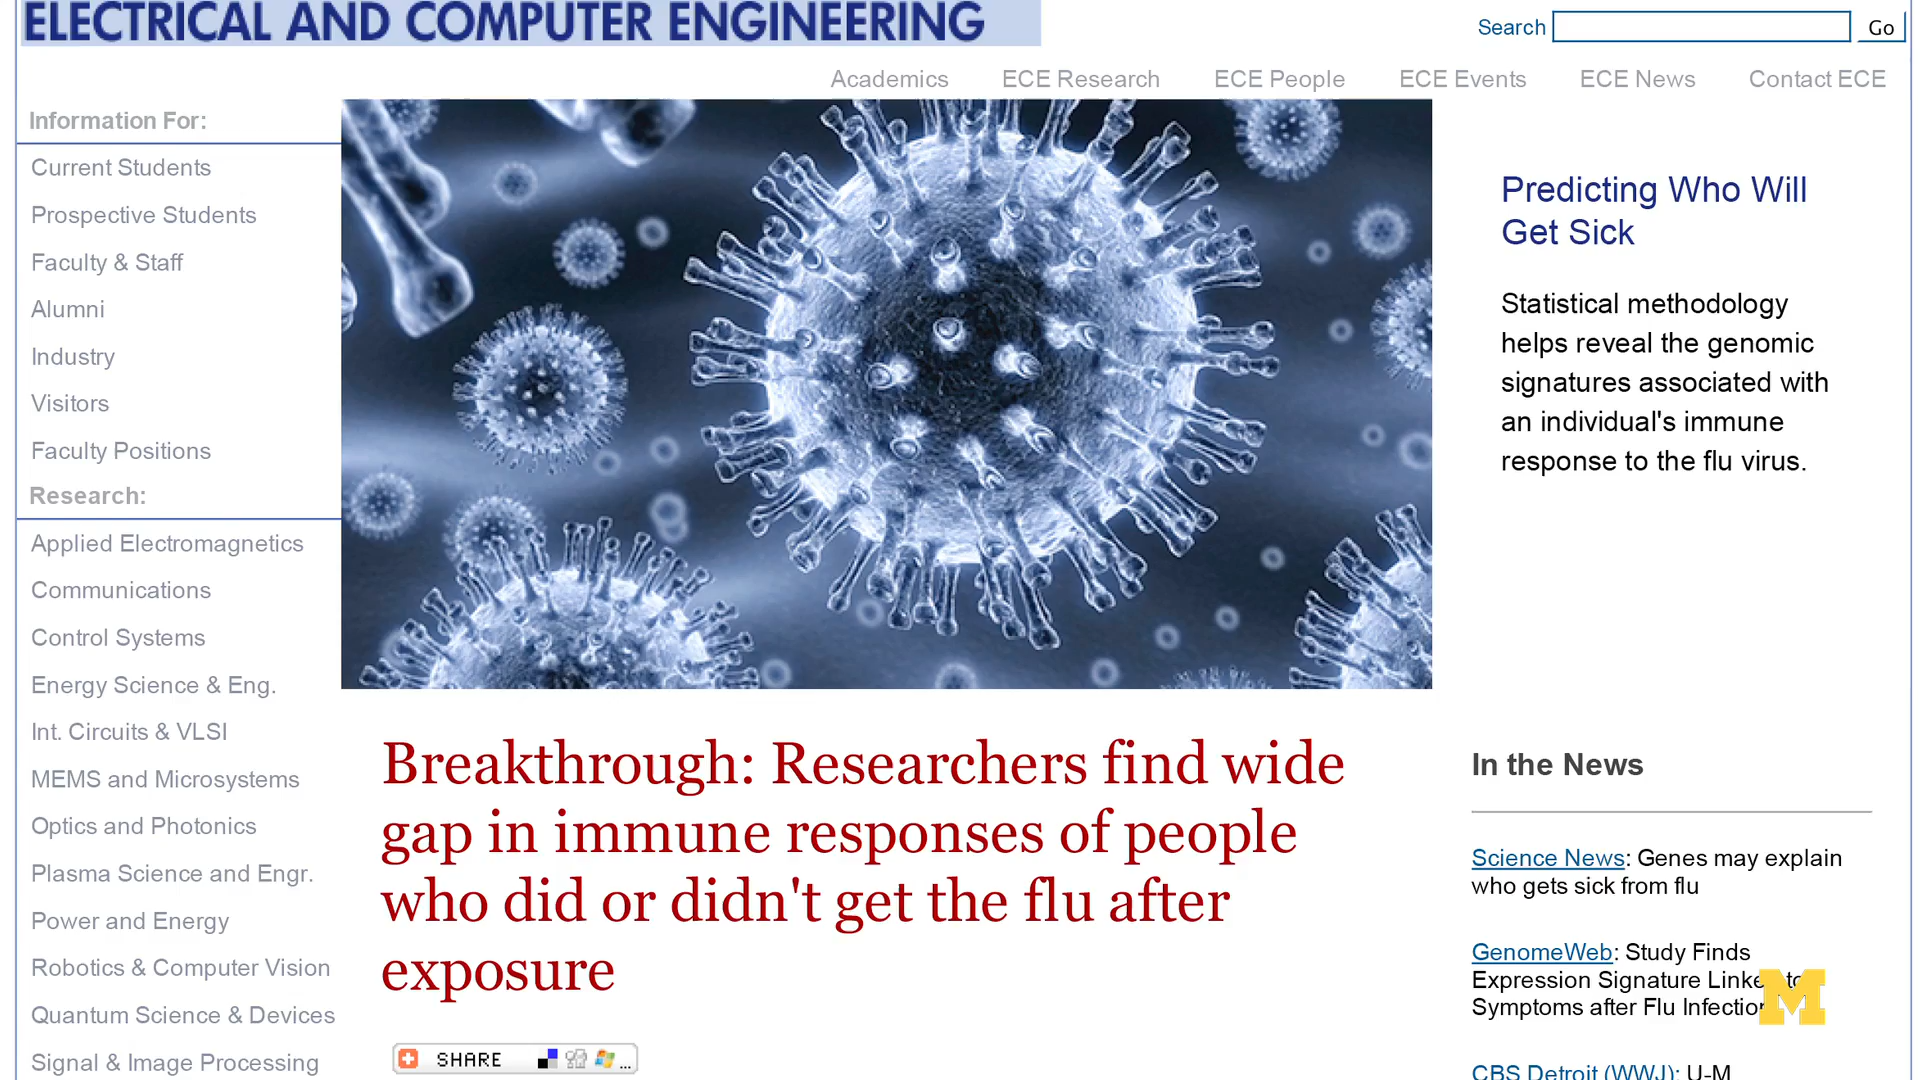 ELECTRICAL AND COMPUTER ENGINEERING
Search
Go
Academics ECE Research ECE People ECE Events ECE News Contact ECE
Information For:
Current Students
Prospective Students
Faculty & Staff
Alumni
Industry
Visitors
Faculty Positions
Research:
Applied Electromagnetics
Communications
Control Systems
Energy Science & Eng.
Int. Circuits & VLSI
MEMS and Microsystems
Optics and Photonics
Plasma Science and Engr.
Power and Energy
Robotics & Computer Vision
Quantum Science & Devices
Signal & Image Processing
Predicting Who Will
Get Sick
Statistical methodology
helps reveal the genomic
signatures associated with
an individual's immune
response to the flu virus.
Breakthrough: Researchers find wide
gap in immune responses of people
who did or didn't get the flu after
exposure
SHARE ...
In the News
Science News: Genes may explain
who gets sick from flu
GenomeWeb: Study Finds
Expression Signature Linked to
Symptoms after Flu Infection
M
CBS Detroit (WWJ): U-M